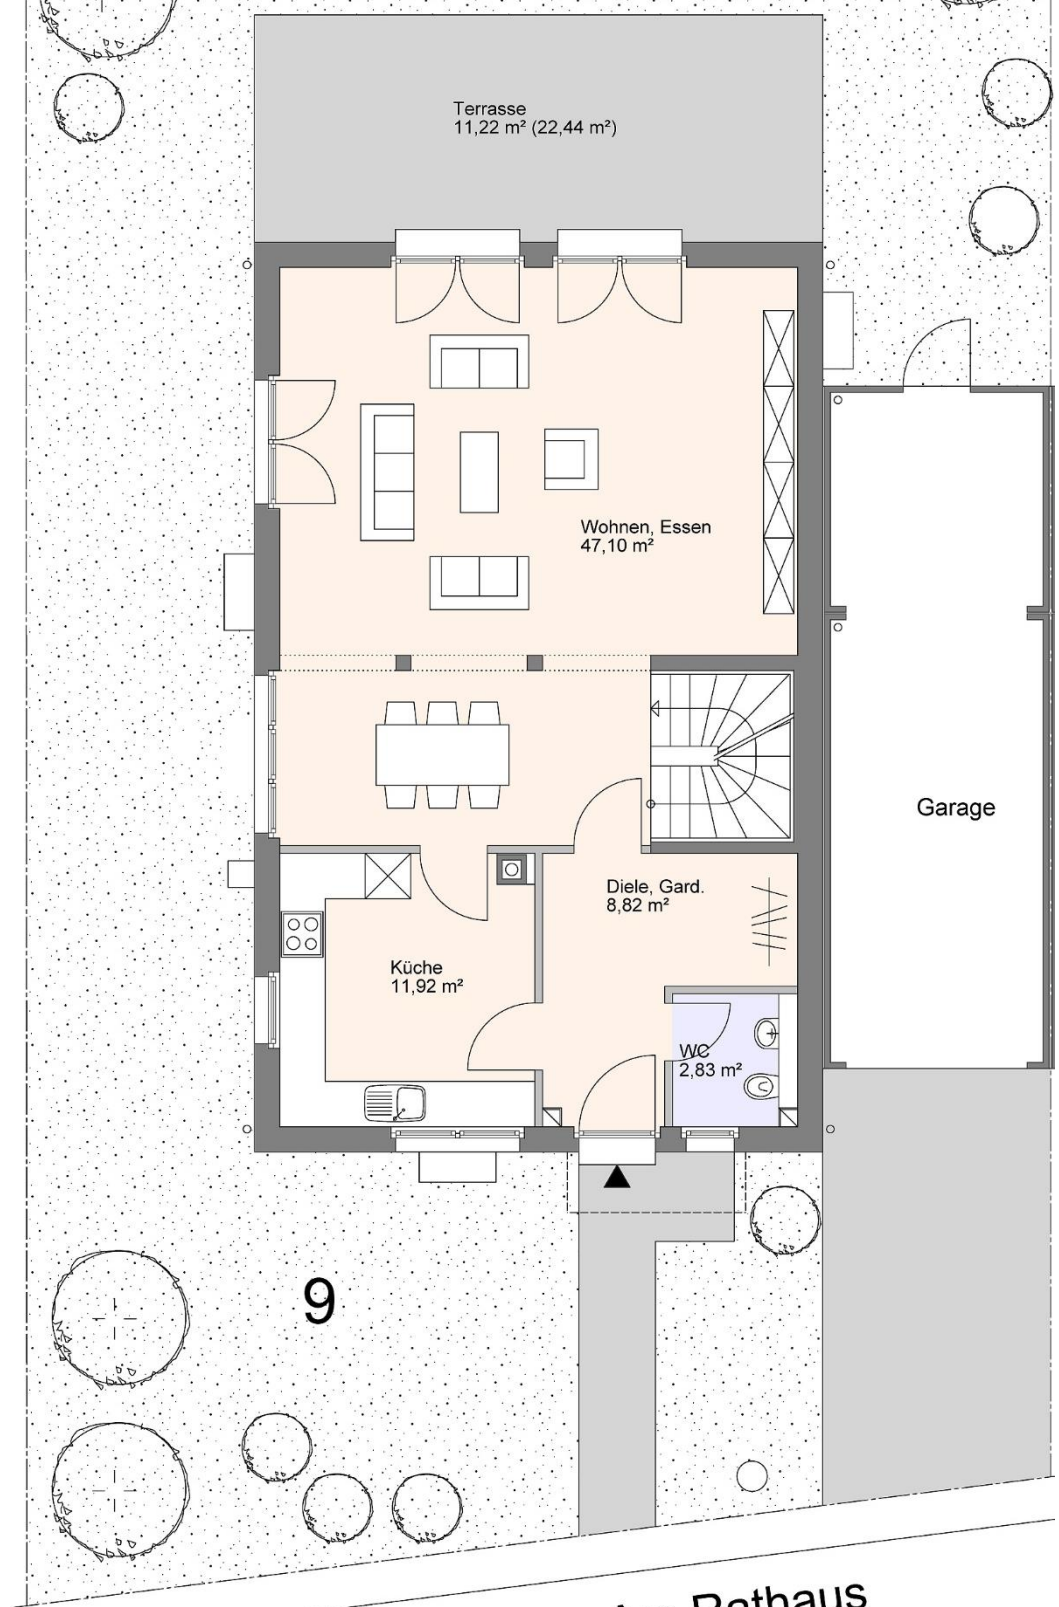 Terrasse
11,22 m² (22,44 m²)
Wohnen, Essen
47,10 m²
Garage
Diele, Gard.
8,82 m²
Küche
11,92 m²
WC
2,83 m²
9
Rathaus